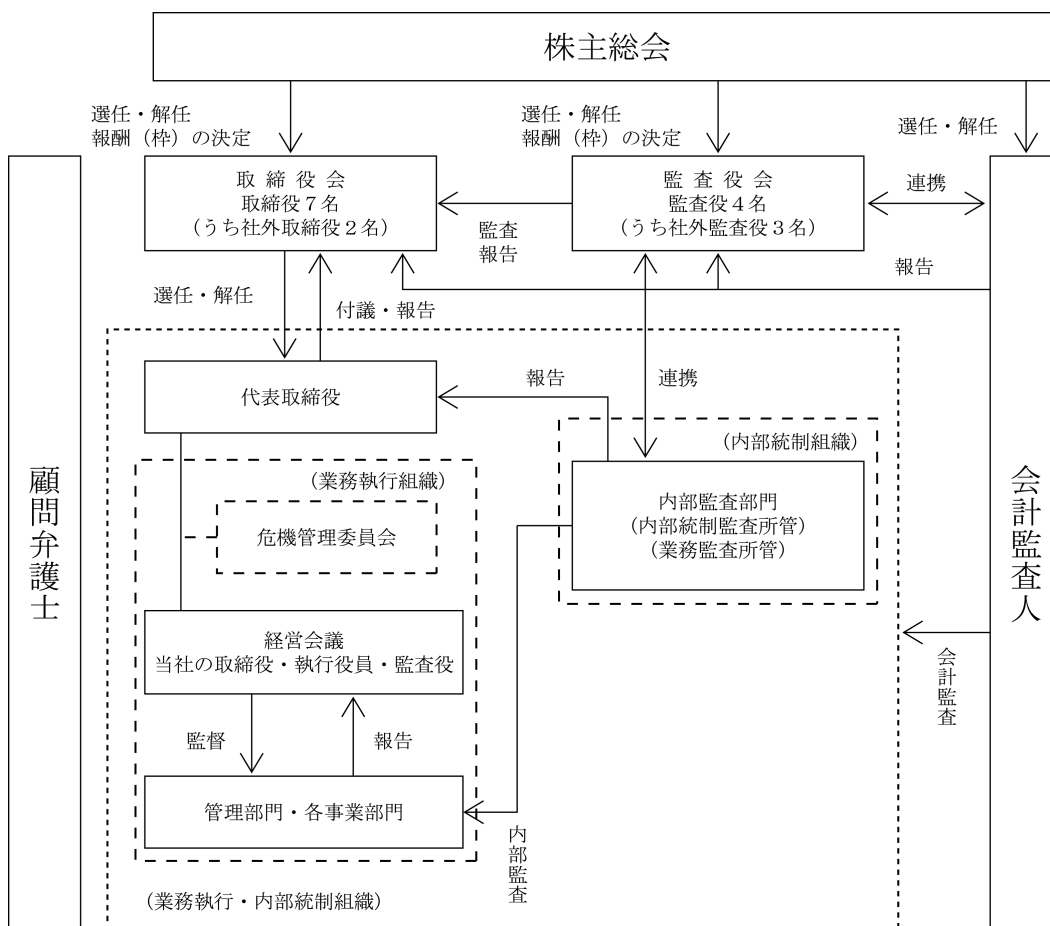 株主総会
選任・解任
報酬（枠）の決定
選任・解任
報酬（枠）の決定
選任・解任
取締役会
取締役７名
（うち社外取締役２名）
監査役会
監査役４名
（うち社外監査役３名）
連携
監査
報告
報告
選任・解任
付議・報告
代表取締役
報告
連携
（内部統制組織）
内部監査部門
（内部統制監査所管）
（業務監査所管）
（業務執行組織）
危機管理委員会
経営会議
当社の取締役・執行役員・監査役
監督
報告
管理部門・各事業部門
内部監査
会計監査
（業務執行・内部統制組織）
顧問弁護士
会計監査人